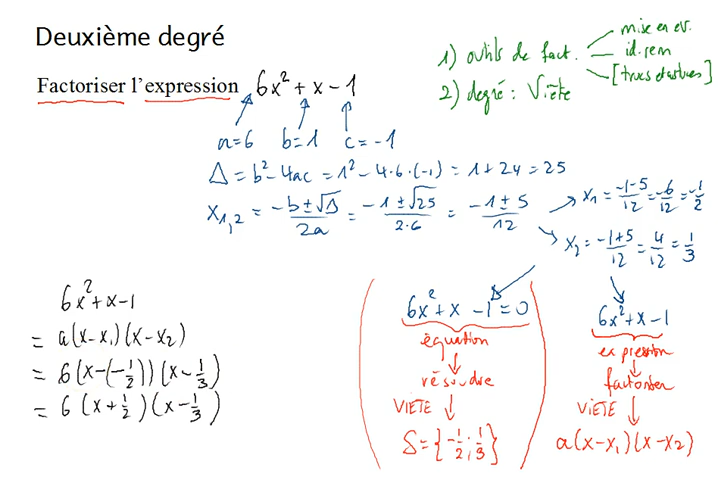 Deuxième degré
Factoriser l'expression 6x² + x - 1
1) outils de fact.
mise en ev.
id. rem
[trucs et astuces]
2) degré : Viète
a=6 b=1 c=-1
Δ = b² - 4ac = 1² - 4·6·(-1) = 1 + 24 = 25
x₁,₂ = (-b ± √Δ)/(2a) = (-1 ± √25)/(2·6) = (-1 ± 5)/12
x₁ = (-1-5)/12 = -6/12 = -1/2
x₂ = (-1+5)/12 = 4/12 = 1/3
6x² + x - 1
= a(x-x₁)(x-x₂)
= 6(x-(-1/2))(x-1/3)
= 6(x+1/2)(x-1/3)
6x² + x - 1 = 0
équation
résoudre
VIETE
S = {-1/2 ; 1/3}
6x² + x - 1
expression
factoriser
VIETE
a(x-x₁)(x-x₂)